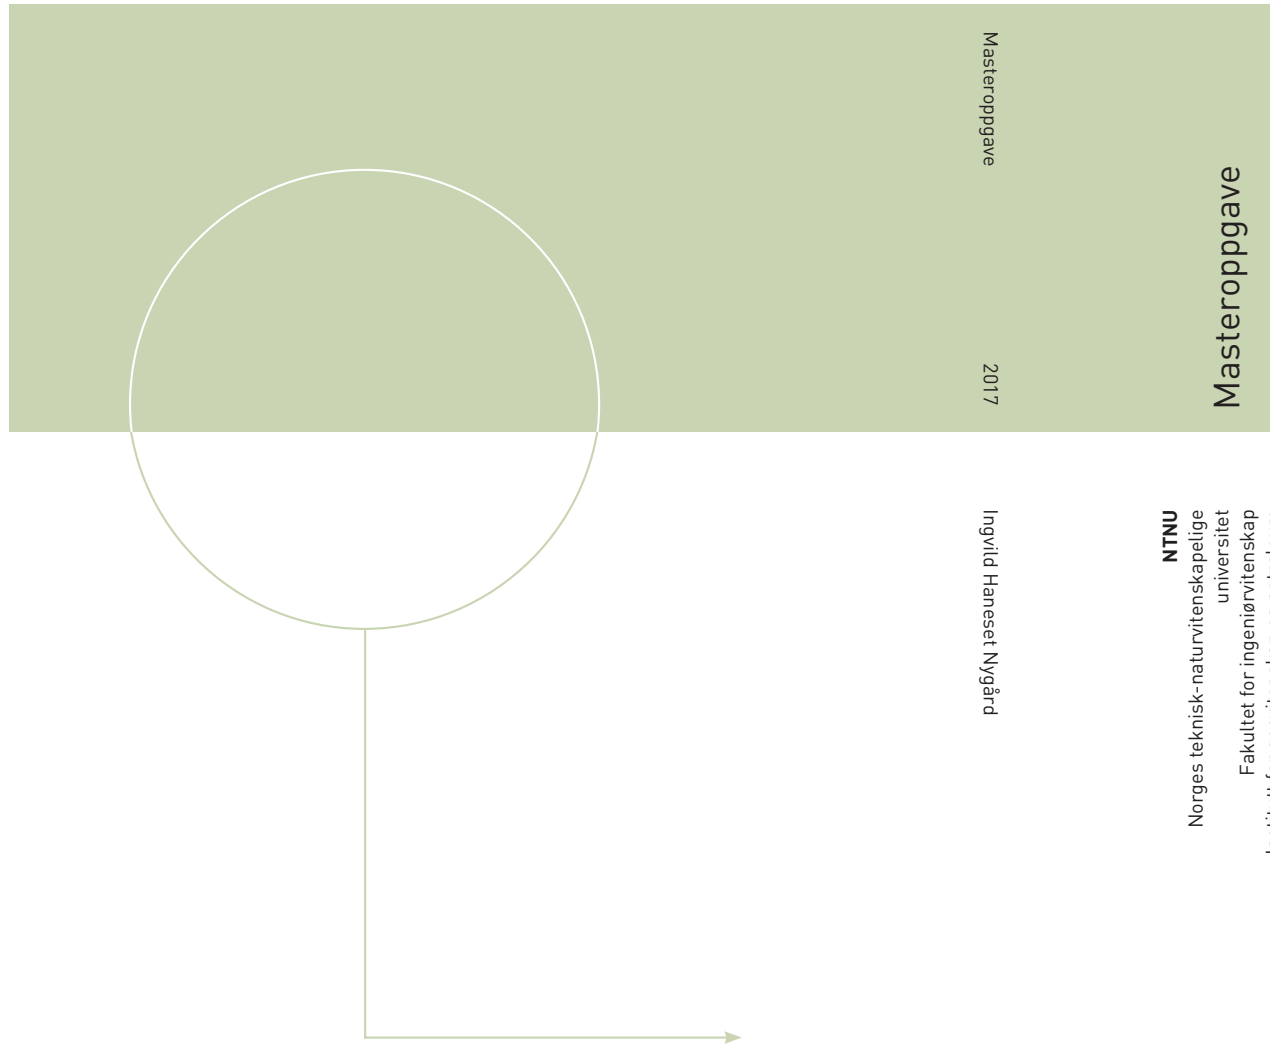 Masteroppgave
2017
Ingvild Haneset Nygård
Masteroppgave
NTNU
Norges teknisk-naturvitenskapelige
universitet
Fakultet for ingeniørvitenskap